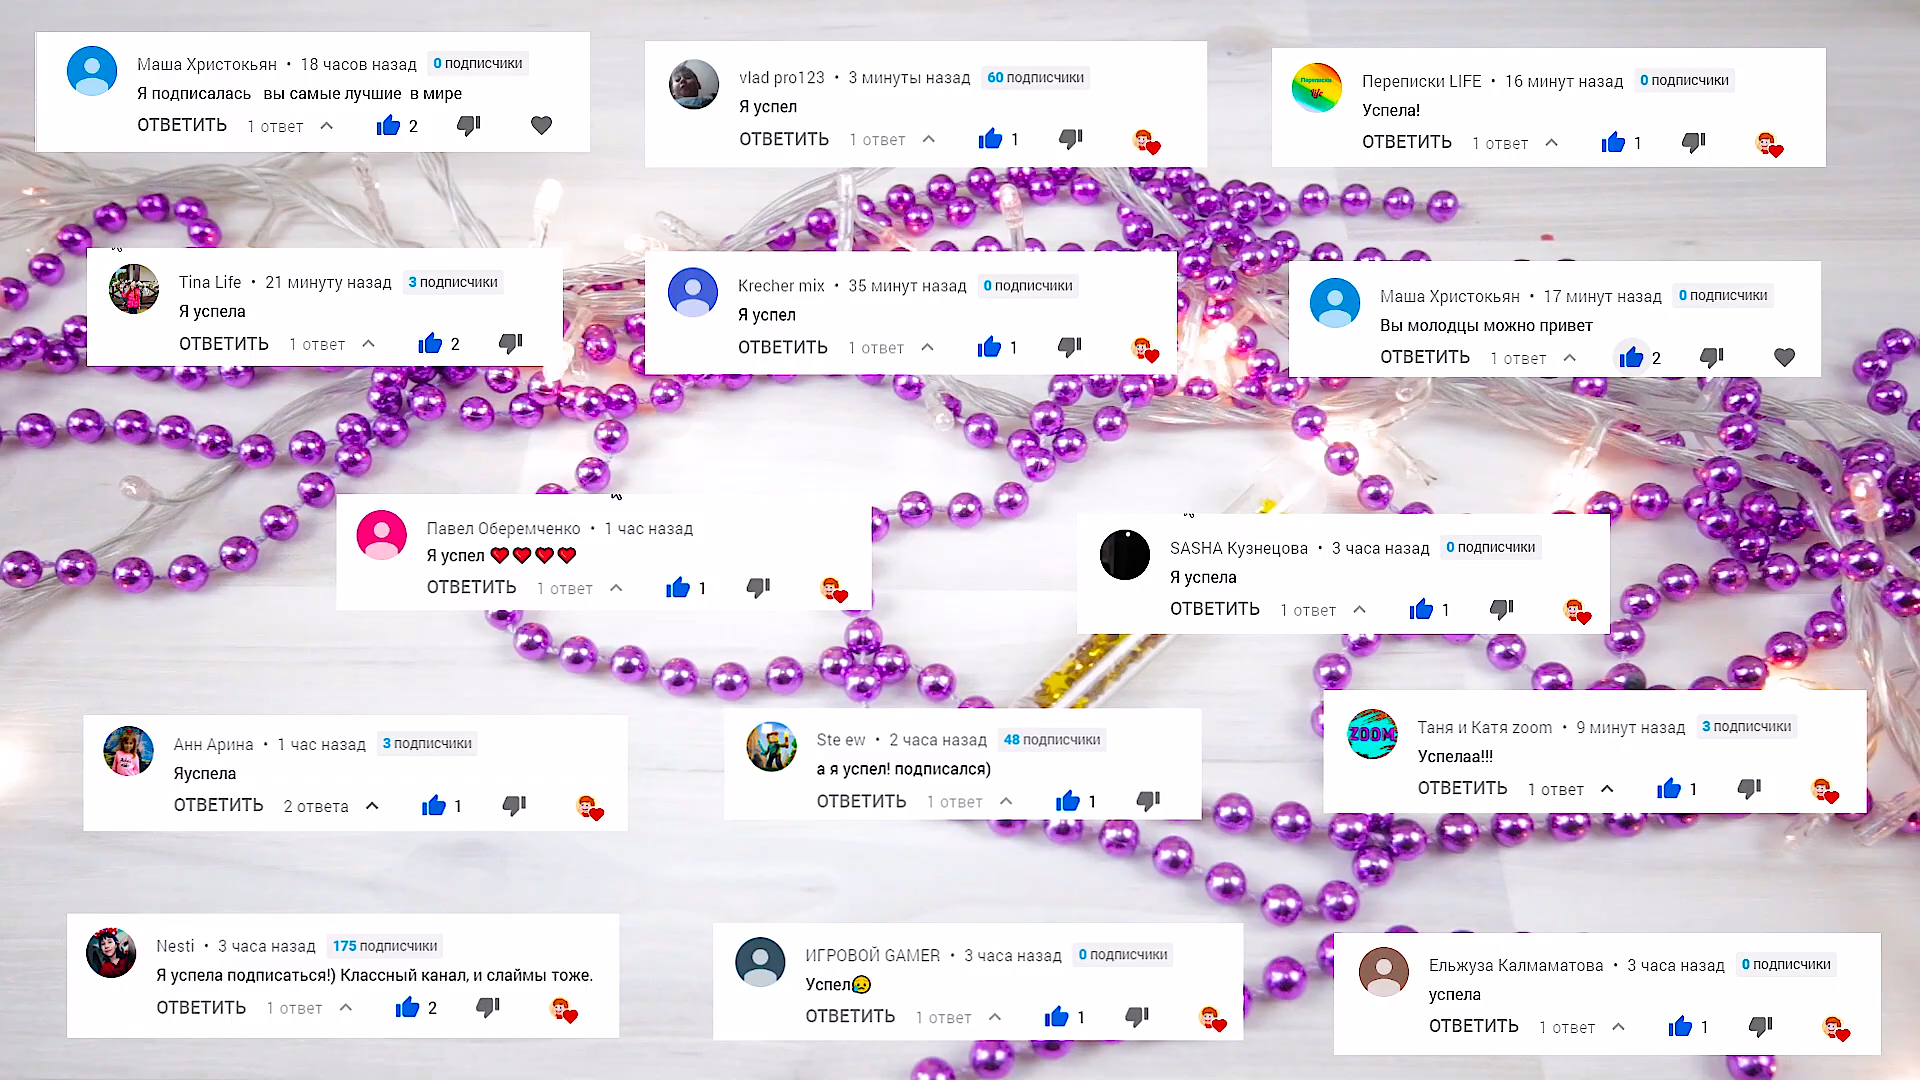 Маша Христокьян • 18 часов назад 0 подписчики
Я подписалась вы самые лучшие в мире
ОТВЕТИТЬ 1 ответ 2
vlad pro123 • 3 минуты назад 60 подписчики
Я успел
ОТВЕТИТЬ 1 ответ 1
Переписки LIFE • 16 минут назад 0 подписчики
Успела!
ОТВЕТИТЬ 1 ответ 1
Tina Life • 21 минуту назад 3 подписчики
Я успела
ОТВЕТИТЬ 1 ответ 2
Krecher mix • 35 минут назад 0 подписчики
Я успел
ОТВЕТИТЬ 1 ответ 1
Маша Христокьян • 17 минут назад 0 подписчики
Вы молодцы можно привет
ОТВЕТИТЬ 1 ответ 2
Павел Оберемченко • 1 час назад
Я успел ❤❤❤❤
ОТВЕТИТЬ 1 ответ 1
SASHA Кузнецова • 3 часа назад 0 подписчики
Я успела
ОТВЕТИТЬ 1 ответ 1
Анн Арина • 1 час назад 3 подписчики
Яуспела
ОТВЕТИТЬ 2 ответа 1
Ste ew • 2 часа назад 48 подписчики
а я успел! подписался)
ОТВЕТИТЬ 1 ответ 1
ZOOM
Таня и Катя zoom • 9 минут назад 3 подписчики
Успелаа!!!
ОТВЕТИТЬ 1 ответ 1
Nesti • 3 часа назад 175 подписчики
Я успела подписаться!) Классный канал, и слаймы тоже.
ОТВЕТИТЬ 1 ответ 2
ИГРОВОЙ GAMER • 3 часа назад 0 подписчики
Успел😥
ОТВЕТИТЬ 1 ответ 1
Ельжуза Калмаматова • 3 часа назад 0 подписчики
успела
ОТВЕТИТЬ 1 ответ 1